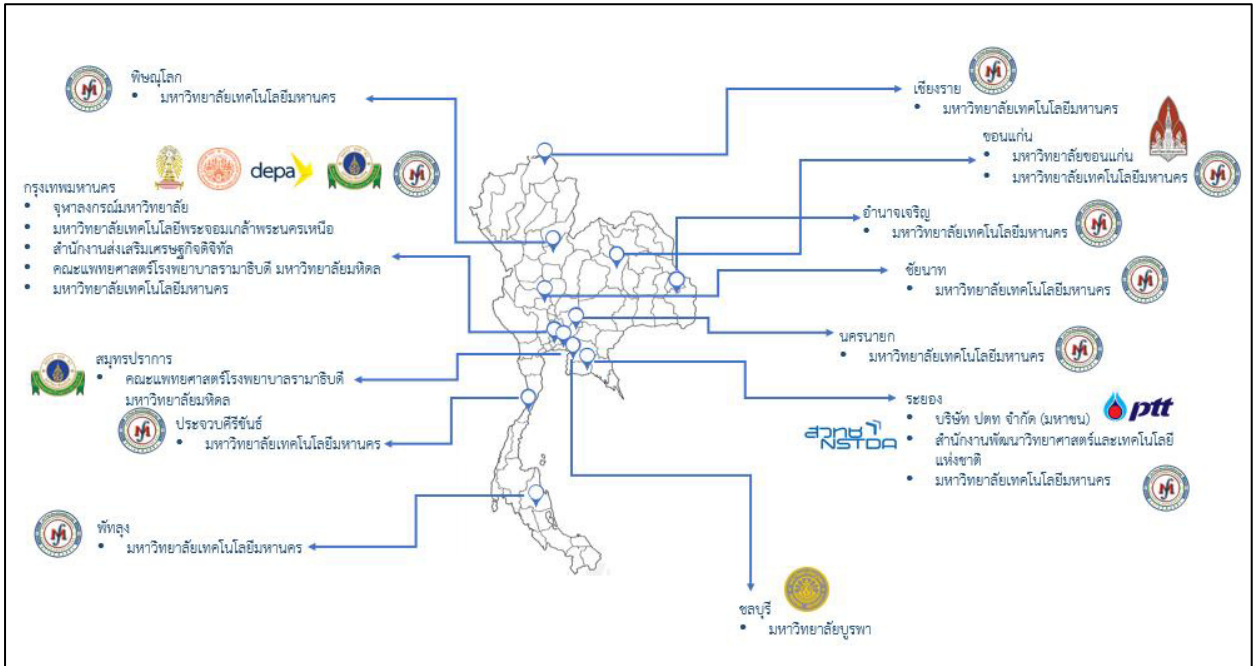 พิษณุโลก
• มหาวิทยาลัยเทคโนโลยีมหานคร
depa
กรุงเทพมหานคร
• จุฬาลงกรณ์มหาวิทยาลัย
• มหาวิทยาลัยเทคโนโลยีพระจอมเกล้าพระนครเหนือ
• สำนักงานส่งเสริมเศรษฐกิจดิจิทัล
• คณะแพทยศาสตร์โรงพยาบาลรามาธิบดี มหาวิทยาลัยมหิดล
• มหาวิทยาลัยเทคโนโลยีมหานคร
สมุทรปราการ
• คณะแพทยศาสตร์โรงพยาบาลรามาธิบดี
มหาวิทยาลัยมหิดล
ประจวบคีรีขันธ์
• มหาวิทยาลัยเทคโนโลยีมหานคร
พัทลุง
• มหาวิทยาลัยเทคโนโลยีมหานคร
เชียงราย
• มหาวิทยาลัยเทคโนโลยีมหานคร
ขอนแก่น
• มหาวิทยาลัยขอนแก่น
• มหาวิทยาลัยเทคโนโลยีมหานคร
อำนาจเจริญ
• มหาวิทยาลัยเทคโนโลยีมหานคร
ชัยนาท
• มหาวิทยาลัยเทคโนโลยีมหานคร
นครนายก
• มหาวิทยาลัยเทคโนโลยีมหานคร
ระยอง
• บริษัท ปตท จำกัด (มหาชน)
ptt
• สำนักงานพัฒนาวิทยาศาสตร์และเทคโนโลยี
แห่งชาติ
• มหาวิทยาลัยเทคโนโลยีมหานคร
สวทช
NSTDA
ชลบุรี
• มหาวิทยาลัยบูรพา